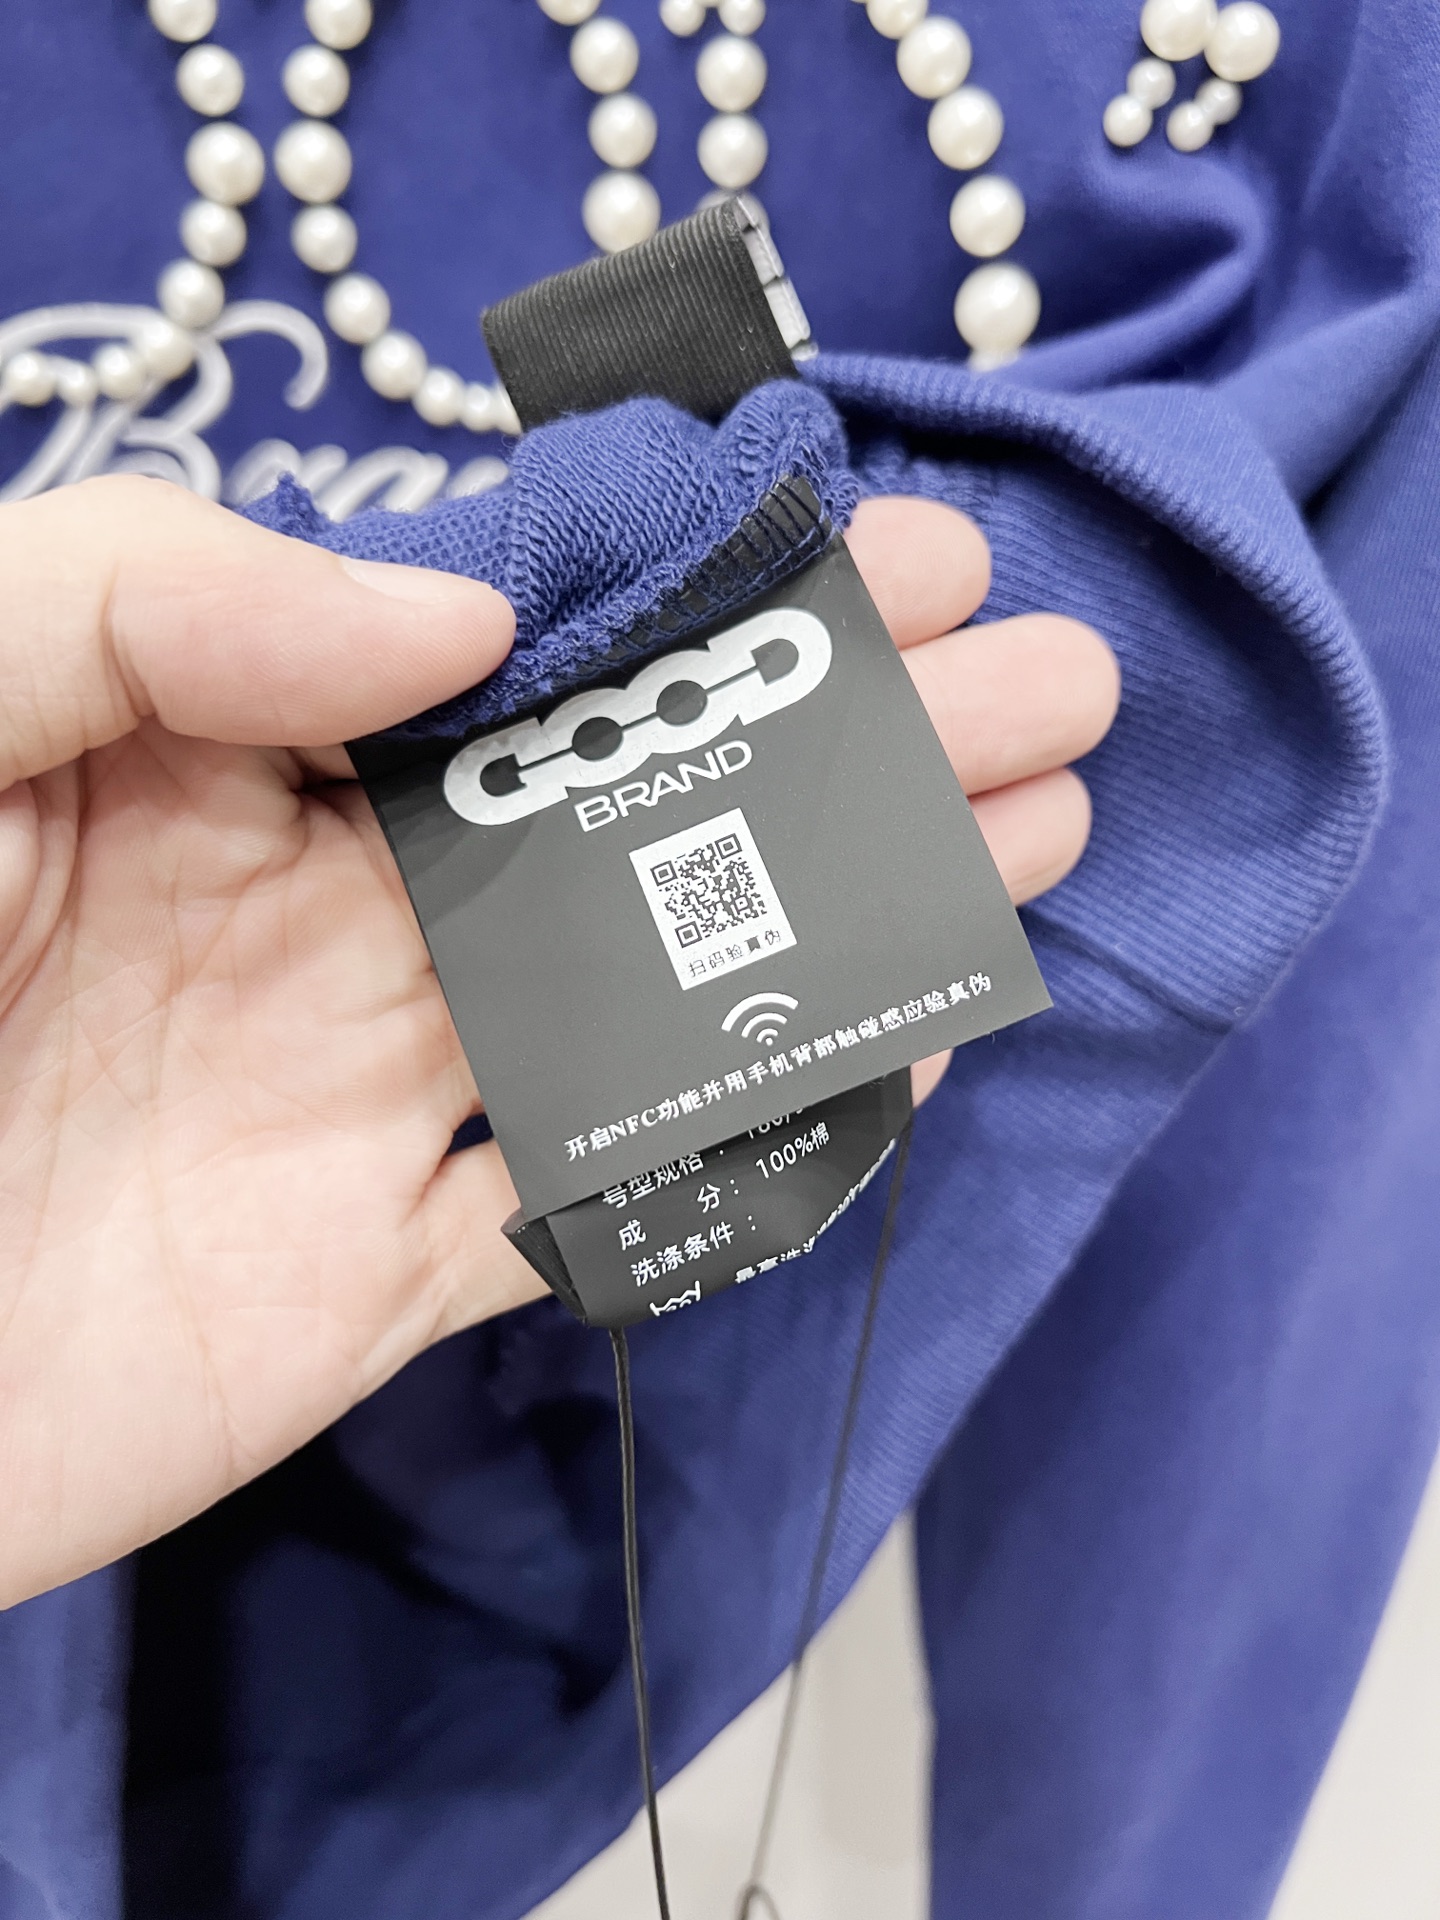 GOOD
BRAND
扫码验真伪
开启NFC功能并用手机背部触碰感应验真伪
号型规格：
成 分：100%棉
洗涤条件：